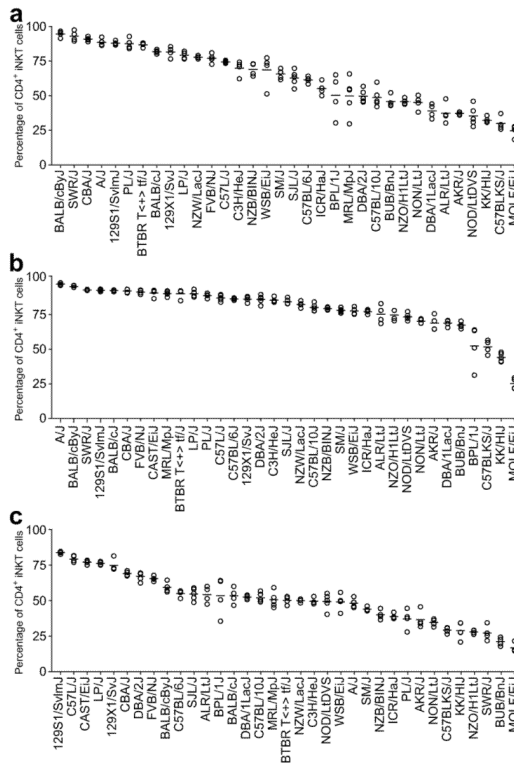 a
Percentage of CD4⁺ iNKT cells
100
75
50
25
0
BALB/cByJ
SWR/J
CBA/J
A/J
129S1/SvImJ
PL/J
BTBR T<+> tf/J
BALB/cJ
129X1/SvJ
LP/J
NZW/LacJ
FVB/NJ
C57L/J
C3H/HeJ
NZB/BINJ
WSB/EiJ
SM/J
SJL/J
C57BL/6J
ICR/HaJ
BPL/1J
MRL/MpJ
DBA/2J
C57BL/10J
BUB/BnJ
NZO/H1LtJ
NON/LtJ
DBA/1LacJ
ALR/LtJ
AKR/J
NOD/LtDVS
KK/HIJ
C57BLKS/J
MOLF/EiJ
b
Percentage of CD4⁺ iNKT cells
100
75
50
25
0
A/J
BALB/cByJ
SWR/J
129S1/SvImJ
BALB/cJ
CBA/J
FVB/NJ
CAST/EiJ
MRL/MpJ
BTBR T<+> tf/J
LP/J
PL/J
C57L/J
C57BL/6J
129X1/SvJ
DBA/2J
C3H/HeJ
SJL/J
NZW/LacJ
C57BL/10J
NZB/BINJ
SM/J
WSB/EiJ
ICR/HaJ
ALR/LtJ
NZO/H1LtJ
NOD/LtDVS
NON/LtJ
AKR/J
DBA/1LacJ
BUB/BnJ
BPL/1J
C57BLKS/J
KK/HIJ
MOLF/EiJ
c
Percentage of CD4⁺ iNKT cells
100
75
50
25
0
129S1/SvImJ
C57L/J
CAST/EiJ
LP/J
129X1/SvJ
CBA/J
DBA/2J
FVB/NJ
BALB/cByJ
C57BL/6J
SJL/J
ALR/LtJ
BPL/1J
BALB/cJ
DBA/1LacJ
C57BL/10J
MRL/MpJ
BTBR T<+> tf/J
NZW/LacJ
C3H/HeJ
NOD/LtDVS
WSB/EiJ
A/J
SM/J
NZB/BINJ
ICR/HaJ
PL/J
AKR/J
NON/LtJ
C57BLKS/J
KK/HIJ
NZO/H1LtJ
SWR/J
BUB/BnJ